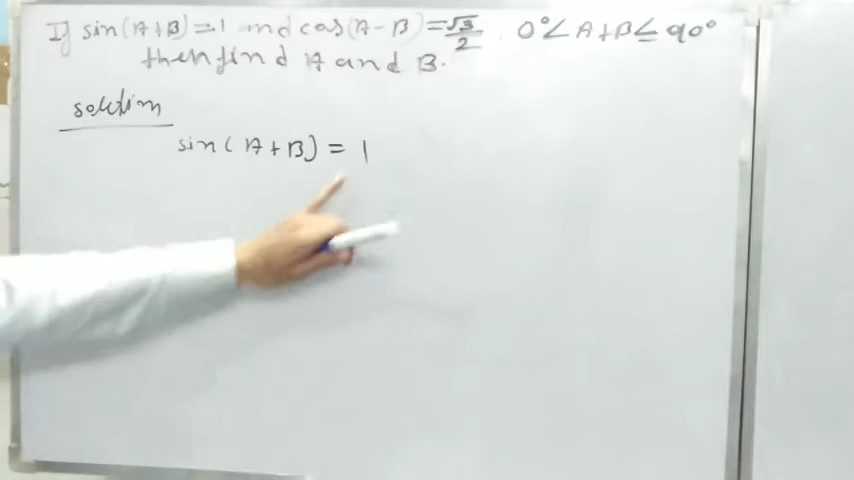 If sin(A+B)=1 and cos(A-B)=√3/2, 0°<A+B≤90°
then find A and B.
solution
sin(A+B)=1